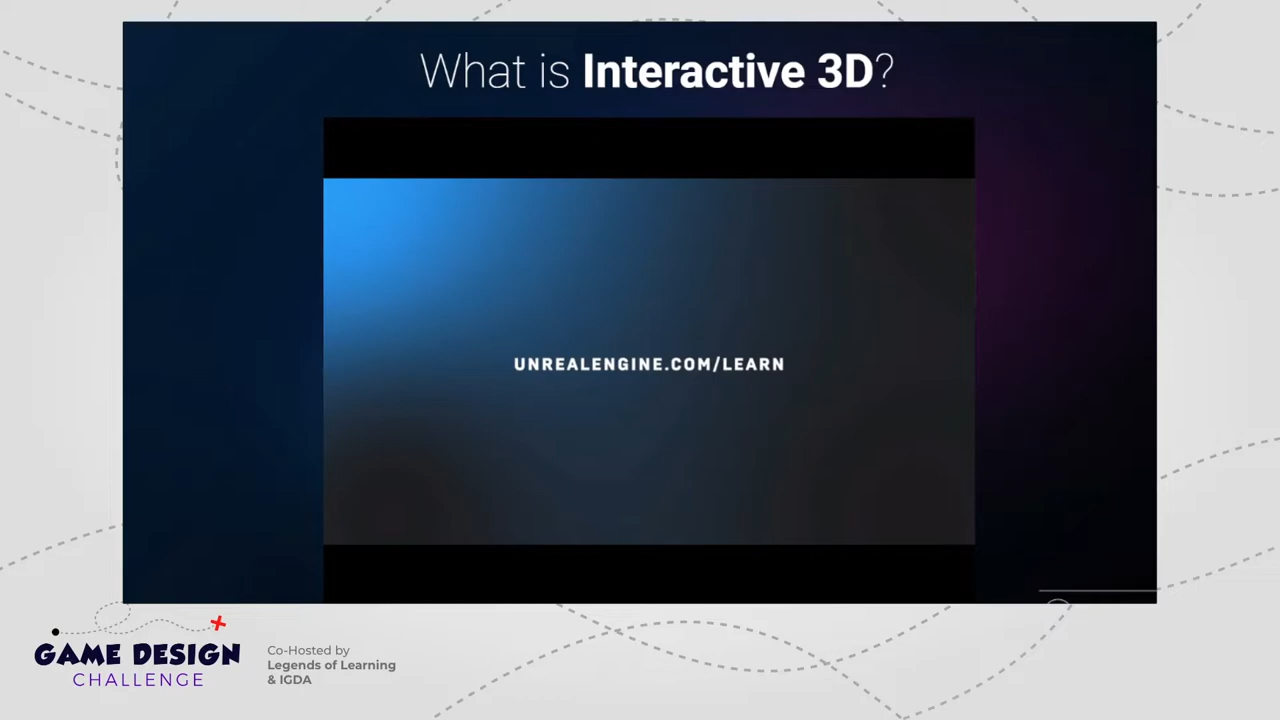 What is Interactive 3D?
UNREALENGINE.COM/LEARN
GAME DESIGN
CHALLENGE
Co-Hosted by
Legends of Learning
& IGDA